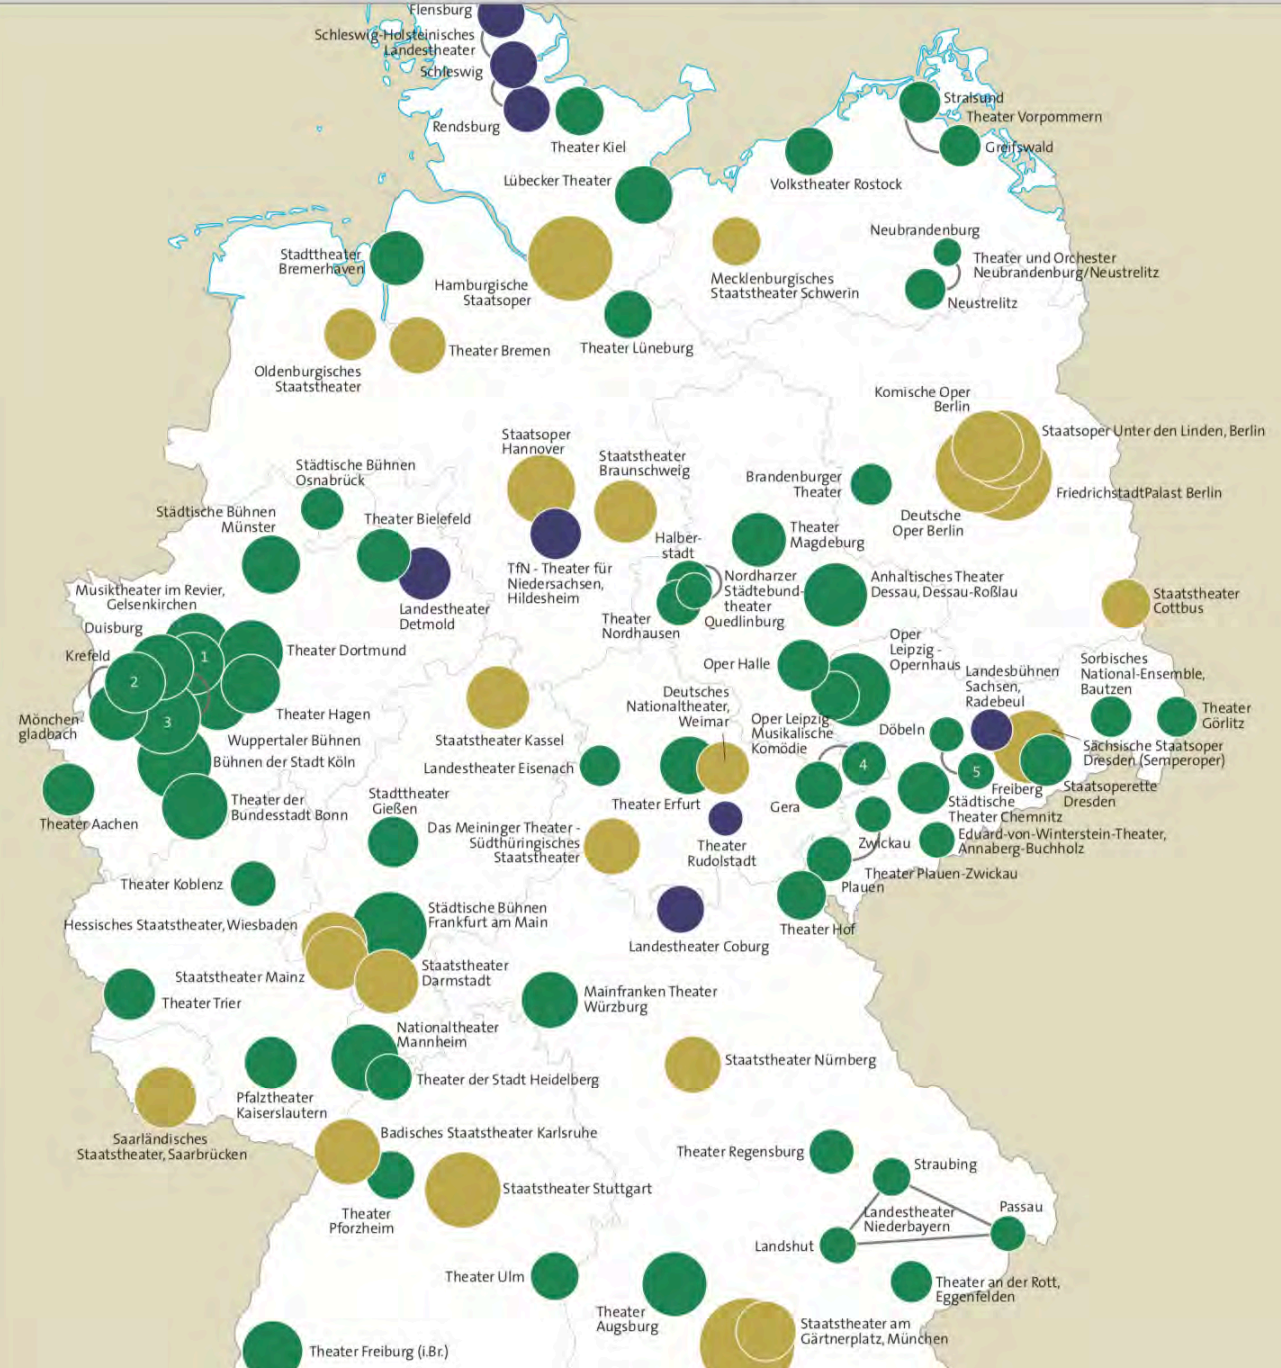 Flensburg
Schleswig-Holsteinisches
Landestheater
Schleswig
Rendsburg
Theater Kiel
Stralsund
Theater Vorpommern
Greifswald
Lübecker Theater
Volkstheater Rostock
Stadttheater
Bremerhaven
Hamburgische
Staatsoper
Mecklenburgisches
Staatstheater Schwerin
Neubrandenburg
Theater und Orchester
Neubrandenburg/Neustrelitz
Neustrelitz
Oldenburgisches
Staatstheater
Theater Bremen
Theater Lüneburg
Komische Oper
Berlin
Staatsoper Unter den Linden, Berlin
FriedrichstadtPalast Berlin
Deutsche
Oper Berlin
Brandenburger
Theater
Staatsoper
Hannover
Staatstheater
Braunschweig
Städtische Bühnen
Osnabrück
Städtische Bühnen
Münster
Theater Bielefeld
Landestheater
Detmold
TfN - Theater für
Niedersachsen,
Hildesheim
Halber-
stadt
Theater
Magdeburg
Nordharzer
Städtebund-
theater
Quedlinburg
Theater
Nordhausen
Anhaltisches Theater
Dessau, Dessau-Roßlau
Staatstheater
Cottbus
Musiktheater im Revier,
Gelsenkirchen
Duisburg
Krefeld
1
2
3
Mönchen-
gladbach
Theater Dortmund
Theater Hagen
Wuppertaler Bühnen
Bühnen der Stadt Köln
Theater der
Bundesstadt Bonn
Theater Aachen
Staatstheater Kassel
Landestheater Eisenach
Deutsches
Nationaltheater,
Weimar
Theater Erfurt
Oper Halle
Oper
Leipzig -
Opernhaus
Oper Leipzig
Musikalische
Komödie
Landesbühnen
Sachsen,
Radebeul
Sorbisches
National-Ensemble,
Bautzen
Theater
Görlitz
Döbeln
Sächsische Staatsoper
Dresden (Semperoper)
4
5
Freiberg
Staatsoperette
Dresden
Gera
Städtische
Theater Chemnitz
Eduard-von-Winterstein-Theater,
Annaberg-Buchholz
Zwickau
Theater Plauen-Zwickau
Plauen
Theater Hof
Stadttheater
Gießen
Das Meininger Theater -
Südthüringisches
Staatstheater
Theater
Rudolstadt
Theater Koblenz
Landestheater Coburg
Hessisches Staatstheater, Wiesbaden
Städtische Bühnen
Frankfurt am Main
Staatstheater Mainz
Staatstheater
Darmstadt
Theater Trier
Mainfranken Theater
Würzburg
Nationaltheater
Mannheim
Theater der Stadt Heidelberg
Staatstheater Nürnberg
Pfalztheater
Kaiserslautern
Saarländisches
Staatstheater, Saarbrücken
Badisches Staatstheater Karlsruhe
Theater
Pforzheim
Staatstheater Stuttgart
Theater Regensburg
Straubing
Landestheater
Niederbayern
Passau
Landshut
Theater Ulm
Theater
Augsburg
Theater an der Rott,
Eggenfelden
Staatstheater am
Gärtnerplatz, München
Theater Freiburg (i.Br.)